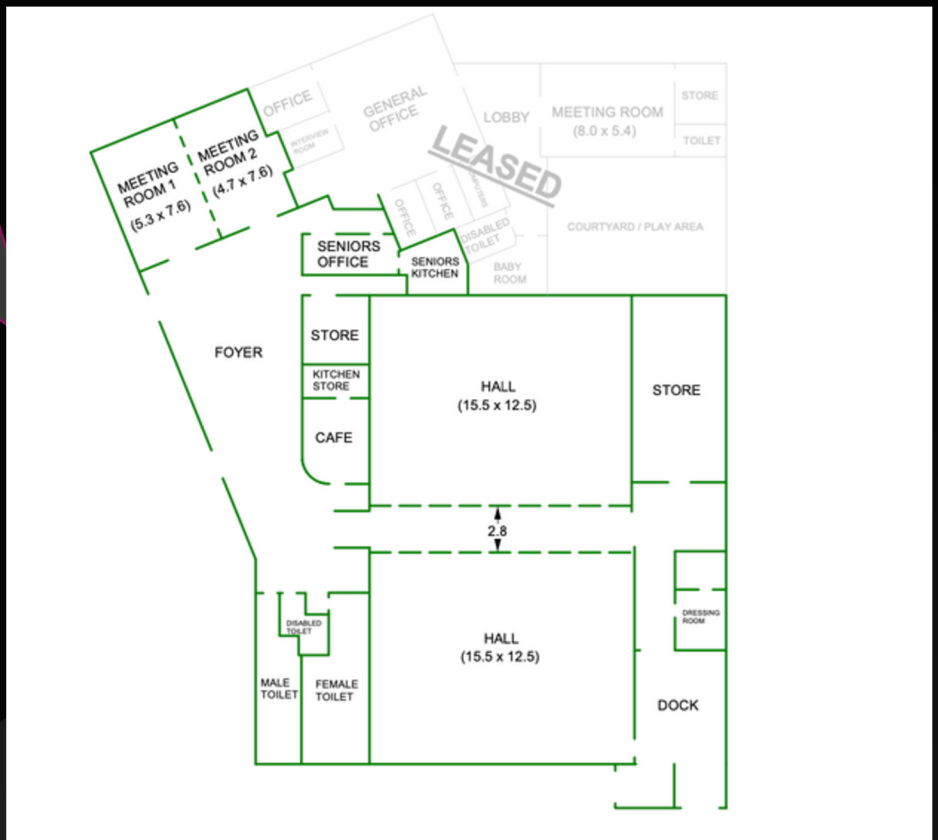 OFFICE
GENERAL
OFFICE
INTERVIEW
ROOM
LOBBY
MEETING ROOM
(8.0 x 5.4)
STORE
TOILET
LEASED
MEETING
ROOM 1
(5.3 x 7.6)
MEETING
ROOM 2
(4.7 x 7.6)
OFFICE
OFFICE
DISABLED
TOILET
COURTYARD / PLAY AREA
BABY
ROOM
SENIORS
OFFICE
SENIORS
KITCHEN
FOYER
STORE
KITCHEN
STORE
CAFE
HALL
(15.5 x 12.5)
STORE
2.8
DISABLED
TOILET
MALE
TOILET
FEMALE
TOILET
HALL
(15.5 x 12.5)
DRESSING
ROOM
DOCK